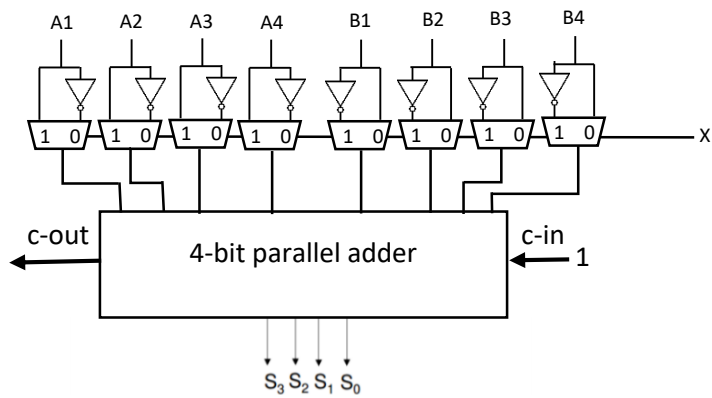 A1 A2 A3 A4 B1 B2 B3 B4
1 0 1 0 1 0 1 0 1 0 1 0 1 0 1 0 X
c-out 4-bit parallel adder c-in 1
S3 S2 S1 S0